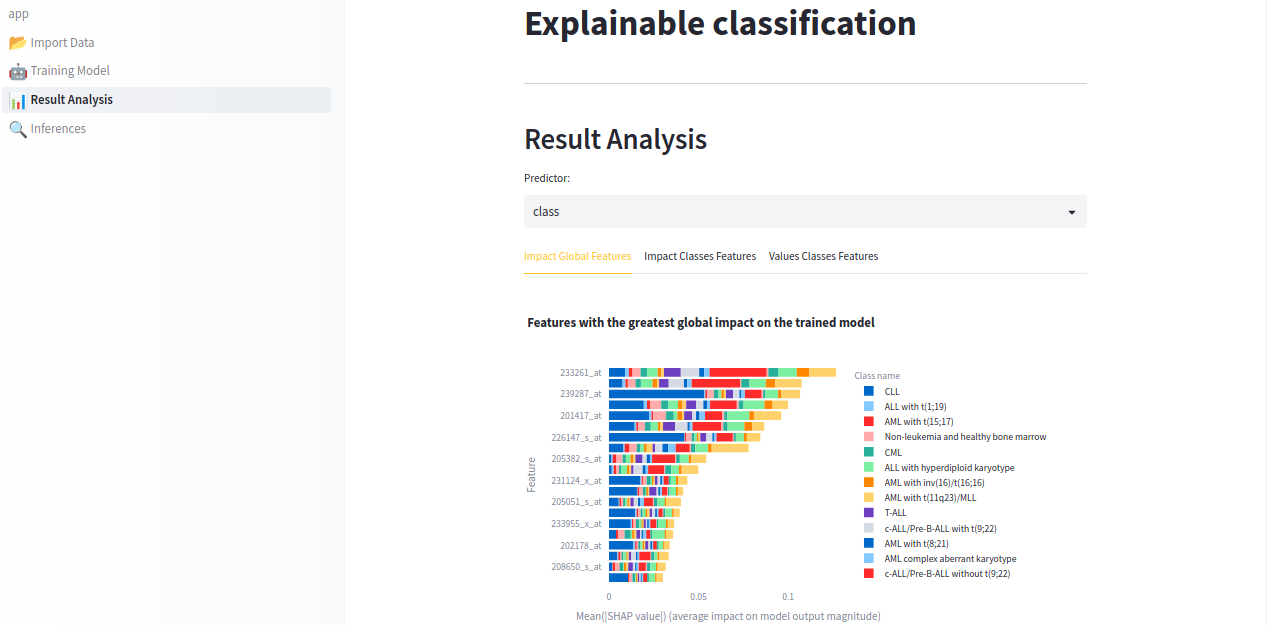 app
Import Data
Training Model
Result Analysis
Inferences
Explainable classification
Result Analysis
Predictor:
class
Impact Global Features
Impact Classes Features
Values Classes Features
Features with the greatest global impact on the trained model
Feature
233261_at
239287_at
201417_at
226147_s_at
205382_s_at
231124_x_at
205051_s_at
233955_x_at
202178_at
208650_s_at
0
0.05
0.1
Mean(|SHAP value|) (average impact on model output magnitude)
Class name
CLL
ALL with t(1;19)
AML with t(15;17)
Non-leukemia and healthy bone marrow
CML
ALL with hyperdiploid karyotype
AML with inv(16)/t(16;16)
AML with t(11q23)/MLL
T-ALL
c-ALL/Pre-B-ALL with t(9;22)
AML with t(8;21)
AML complex aberrant karyotype
c-ALL/Pre-B-ALL without t(9;22)